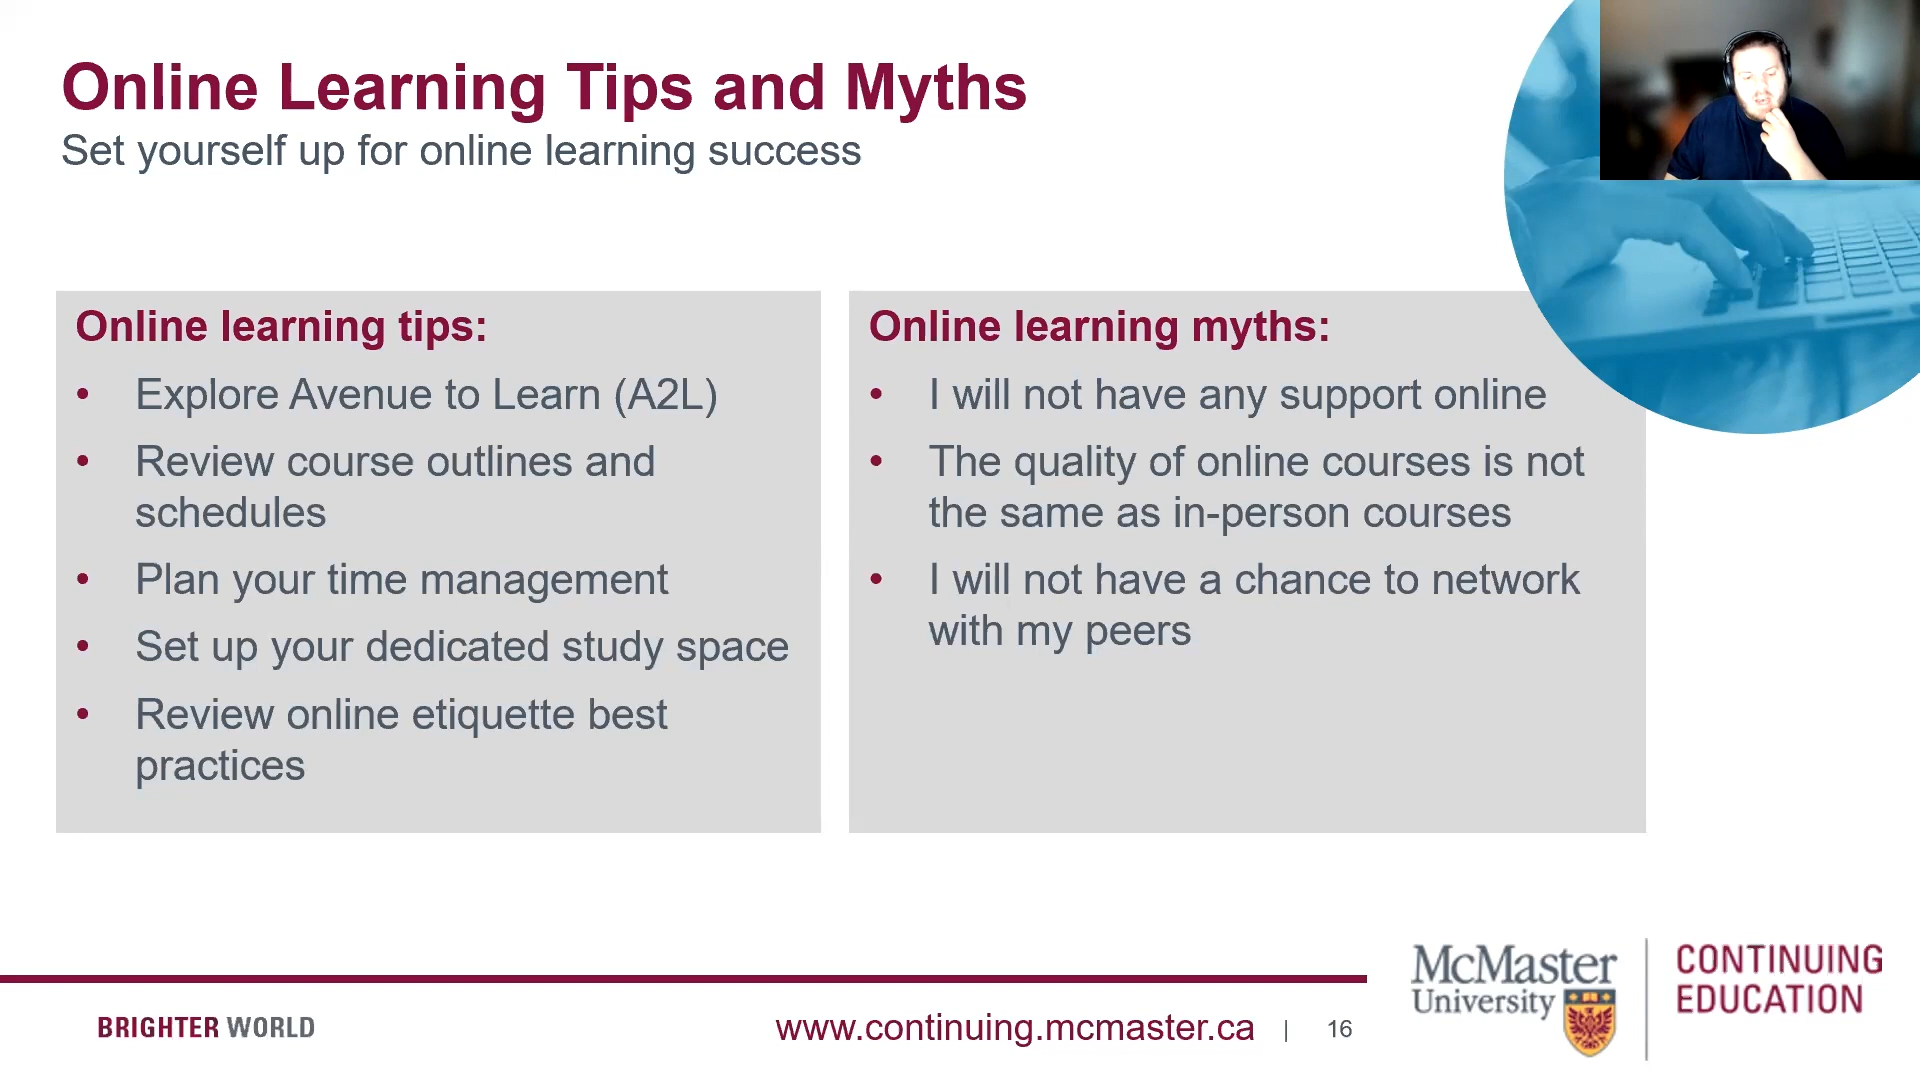 Online Learning Tips and Myths
Set yourself up for online learning success
Online learning tips:
• Explore Avenue to Learn (A2L)
• Review course outlines and
schedules
• Plan your time management
• Set up your dedicated study space
• Review online etiquette best
practices
Online learning myths:
• I will not have any support online
• The quality of online courses is not
the same as in-person courses
• I will not have a chance to network
with my peers
BRIGHTER WORLD
www.continuing.mcmaster.ca | 16
McMaster
University
CONTINUING
EDUCATION